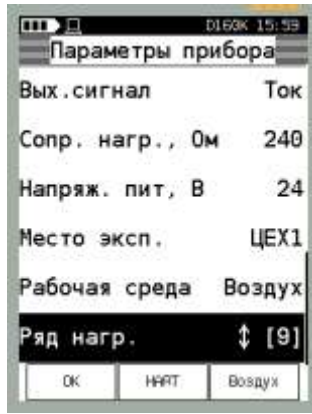 D160K 15:59
Параметры прибора
Вых.сигнал Ток
Сопр. нагр., Ом 240
Напряж. пит, В 24
Место эксп. ЦЕХ1
Рабочая среда Воздух
Ряд нагр. ↕ [9]
OK HART Воздух